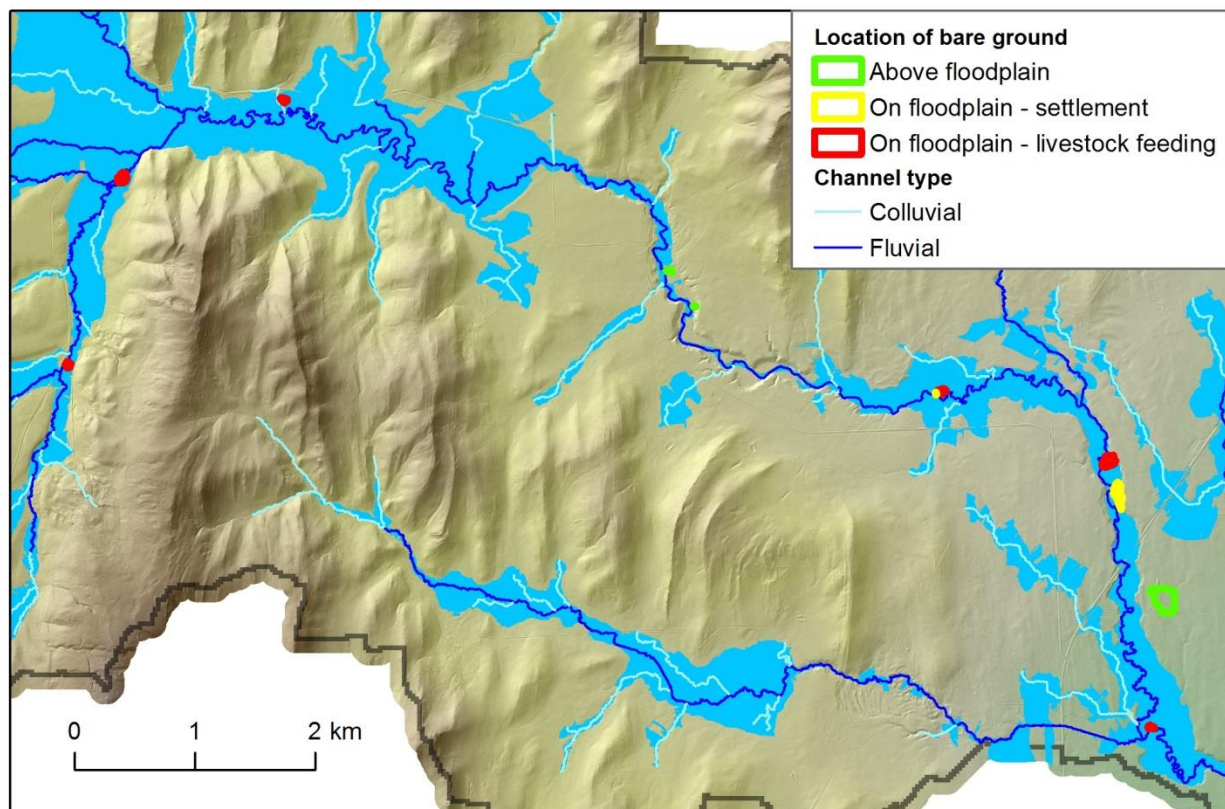 Location of bare ground
Above floodplain
On floodplain - settlement
On floodplain - livestock feeding
Channel type
Colluvial
Fluvial
0 1 2 km